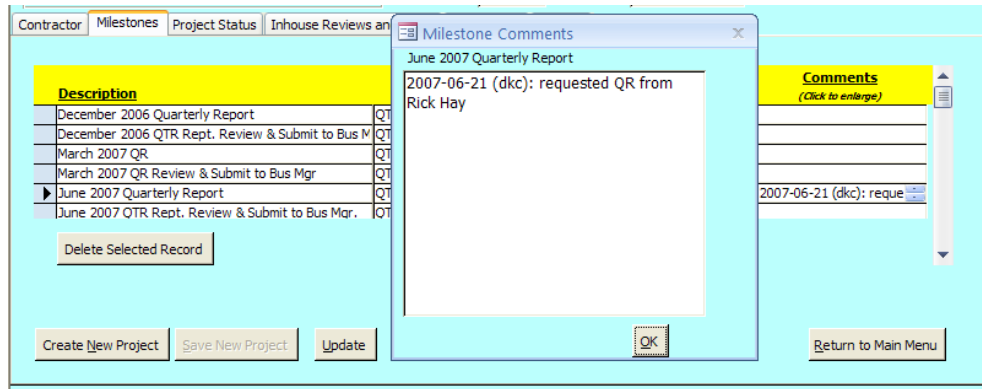 Contractor
Milestones
Project Status
Inhouse Reviews an
Milestone Comments
x
June 2007 Quarterly Report
2007-06-21 (dkc): requested QR from
Rick Hay
OK
Description
Comments
(Click to enlarge)
December 2006 Quarterly Report
QT
December 2006 QTR Rept. Review & Submit to Bus M
QT
March 2007 QR
QT
March 2007 QR Review & Submit to Bus Mgr
QT
June 2007 Quarterly Report
QT
2007-06-21 (dkc): reque
June 2007 QTR Rept. Review & Submit to Bus Mgr.
QT
Delete Selected Record
Create New Project
Save New Project
Update
Return to Main Menu